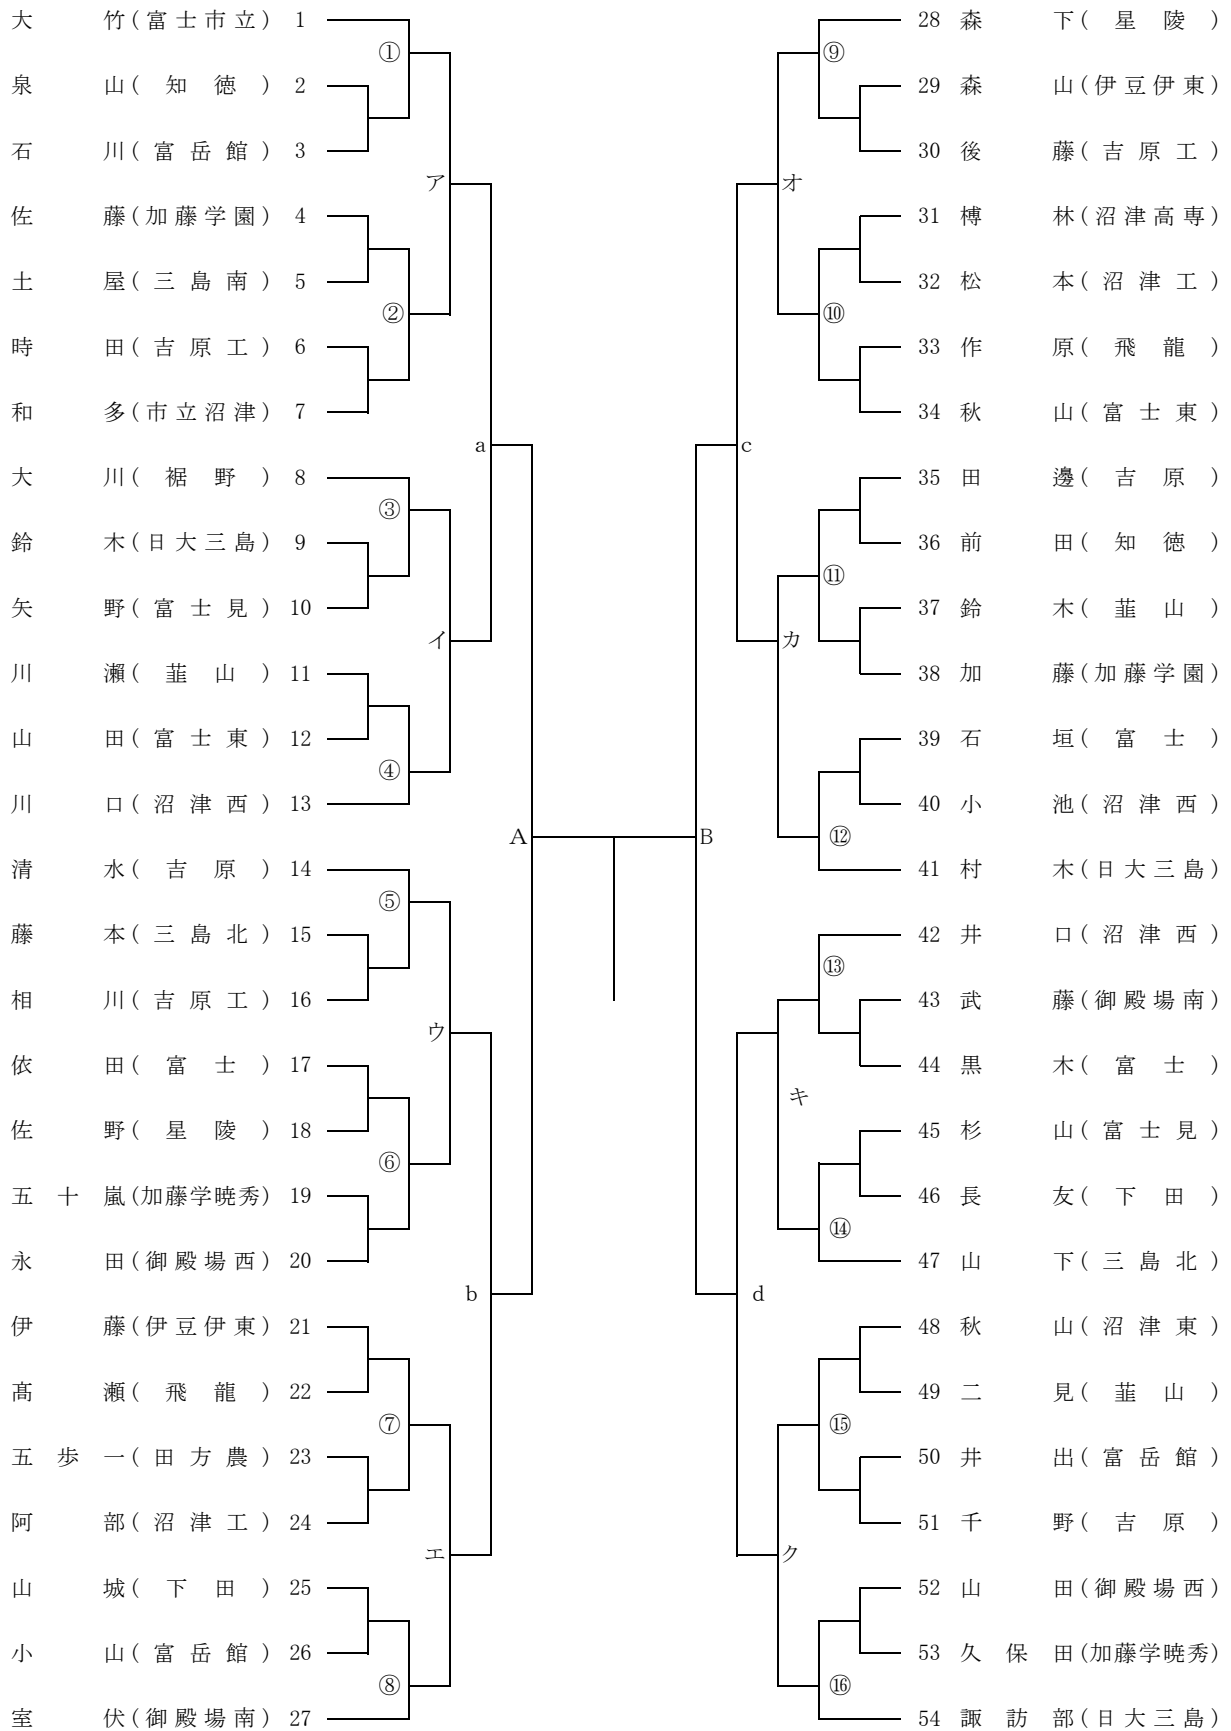 大竹(富士市立) 1
①
泉山(知徳) 2
石川(富岳館) 3
ア
佐藤(加藤学園) 4
土屋(三島南) 5
②
時田(吉原工) 6
和多(市立沼津) 7
a
大川(裾野) 8
③
鈴木(日大三島) 9
矢野(富士見) 10
イ
川瀬(韮山) 11
山田(富士東) 12
④
川口(沼津西) 13
A
清水(吉原) 14
⑤
藤本(三島北) 15
相川(吉原工) 16
ウ
依田(富士) 17
佐野(星陵) 18
⑥
五十嵐(加藤学暁秀) 19
永田(御殿場西) 20
b
伊藤(伊豆伊東) 21
髙瀬(飛龍) 22
⑦
五歩一(田方農) 23
阿部(沼津工) 24
エ
山城(下田) 25
小山(富岳館) 26
⑧
室伏(御殿場南) 27
28 森下(星陵)
⑨
29 森山(伊豆伊東)
30 後藤(吉原工)
オ
31 榑林(沼津高専)
32 松本(沼津工)
⑩
33 作原(飛龍)
34 秋山(富士東)
c
35 田邊(吉原)
36 前田(知徳)
⑪
37 鈴木(韮山)
カ
38 加藤(加藤学園)
39 石垣(富士)
40 小池(沼津西)
⑫
B
41 村木(日大三島)
42 井口(沼津西)
⑬
43 武藤(御殿場南)
44 黒木(富士)
キ
45 杉山(富士見)
46 長友(下田)
⑭
47 山下(三島北)
d
48 秋山(沼津東)
49 二見(韮山)
⑮
50 井出(富岳館)
51 千野(吉原)
ク
52 山田(御殿場西)
53 久保田(加藤学暁秀)
⑯
54 諏訪部(日大三島)